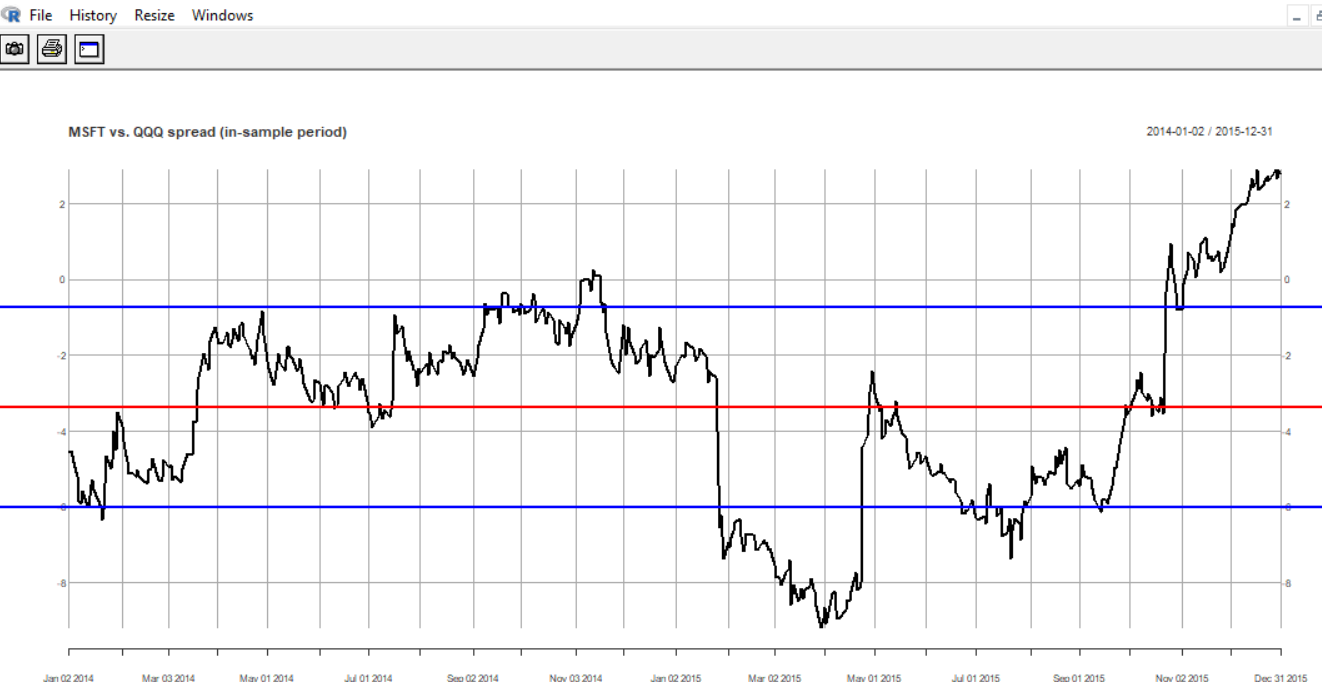 File History Resize Windows
MSFT vs. QQQ spread (in-sample period) 2014-01-02 / 2015-12-31
2 2
0 0
-2 -2
-4 -4
-6 -6
-8 -8
Jan 02 2014 Mar 03 2014 May 01 2014 Jul 01 2014 Sep 02 2014 Nov 03 2014 Jan 02 2015 Mar 02 2015 May 01 2015 Jul 01 2015 Sep 01 2015 Nov 02 2015 Dec 31 2015